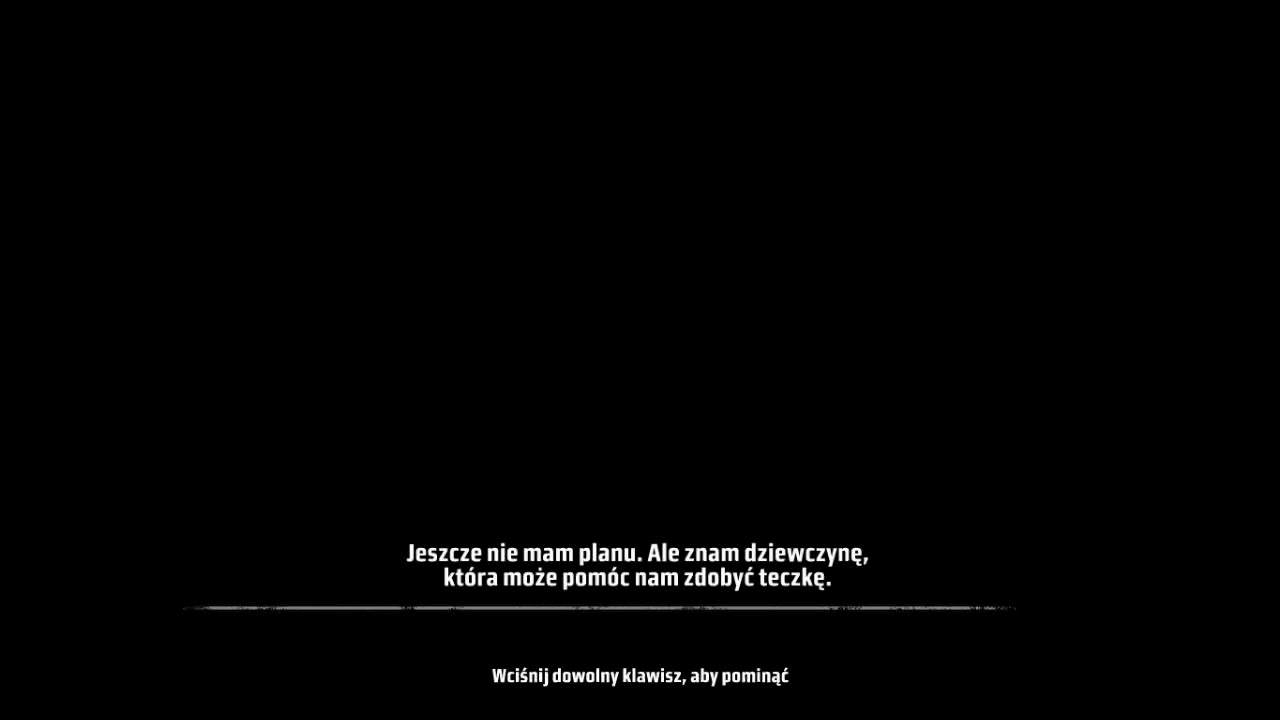 Jeszcze nie mam planu. Ale znam dziewczynę,
która może pomóc nam zdobyć teczkę.
Wciśnij dowolny klawisz, aby pominąć